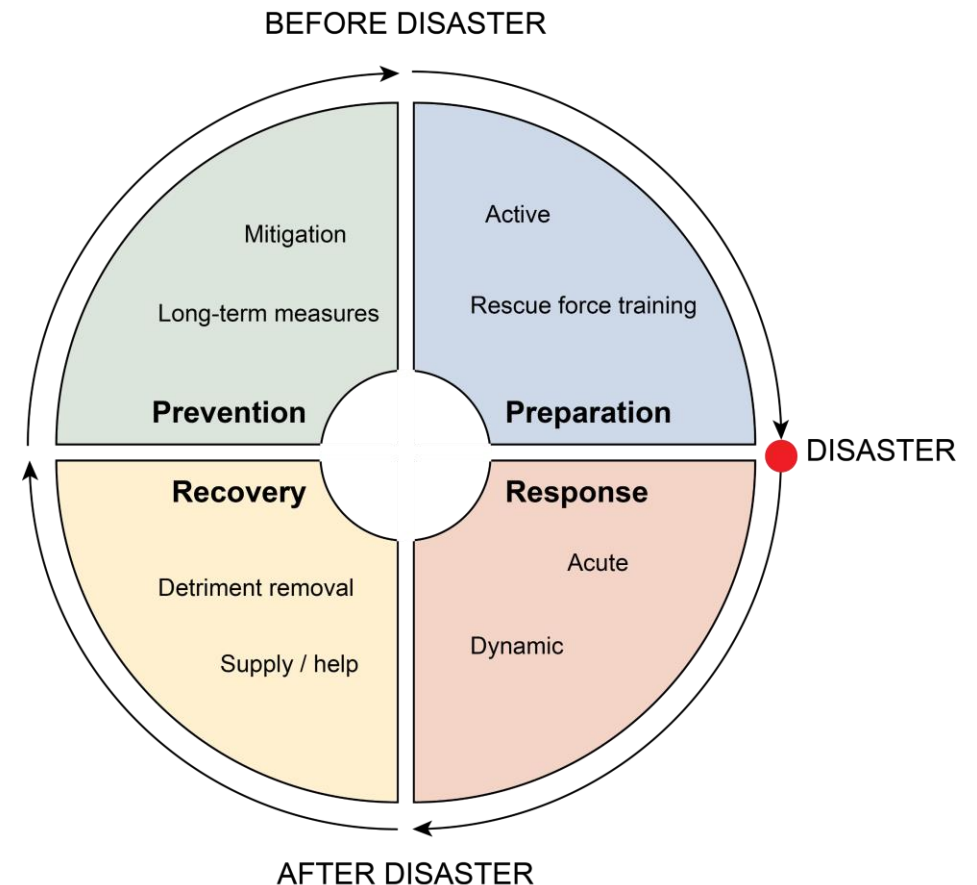 BEFORE DISASTER
Mitigation
Long-term measures
Prevention
Active
Rescue force training
Preparation
DISASTER
Recovery
Detriment removal
Supply / help
Response
Acute
Dynamic
AFTER DISASTER